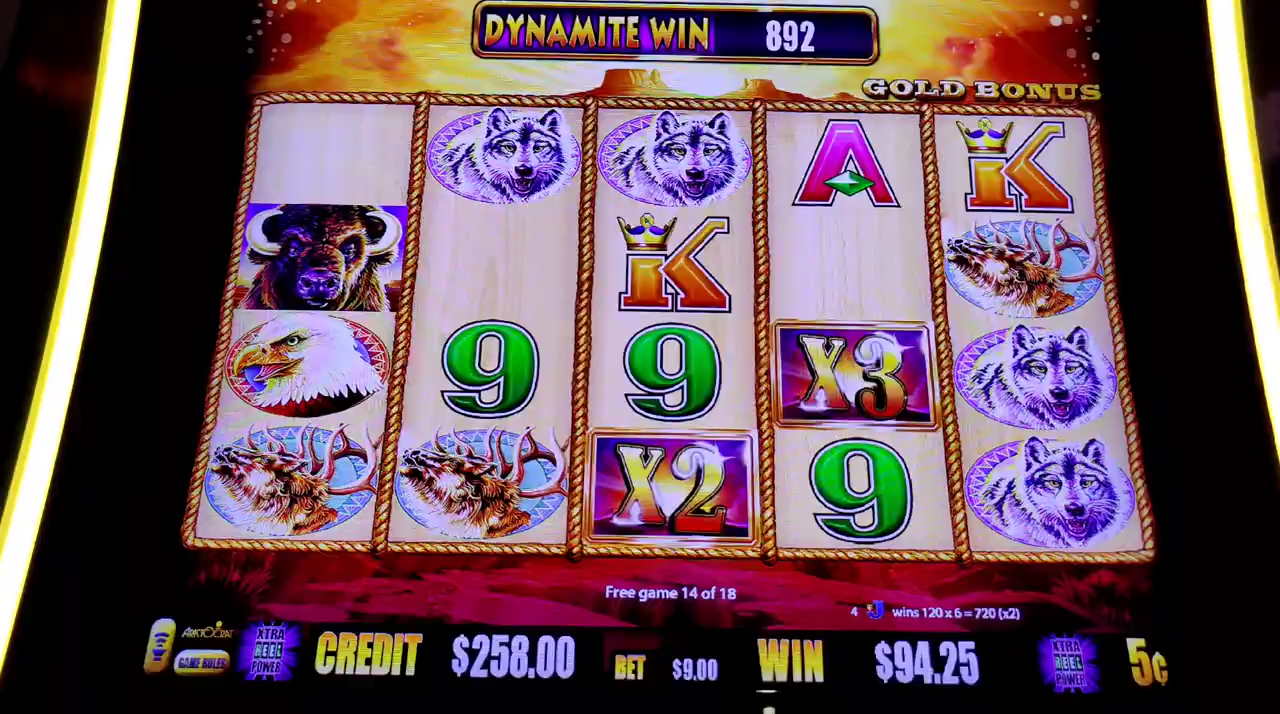 DYNAMITE WIN 892
GOLD BONUS
A K
K
9 9 X3
X2 9
Free game 14 of 18
4 J wins 120 x 6 = 720 (x2)
ARISTOCRAT
GAME RULES
XTRA REEL POWER
CREDIT $258.00 BET $9.00 WIN $94.25
XTRA REEL POWER
5¢